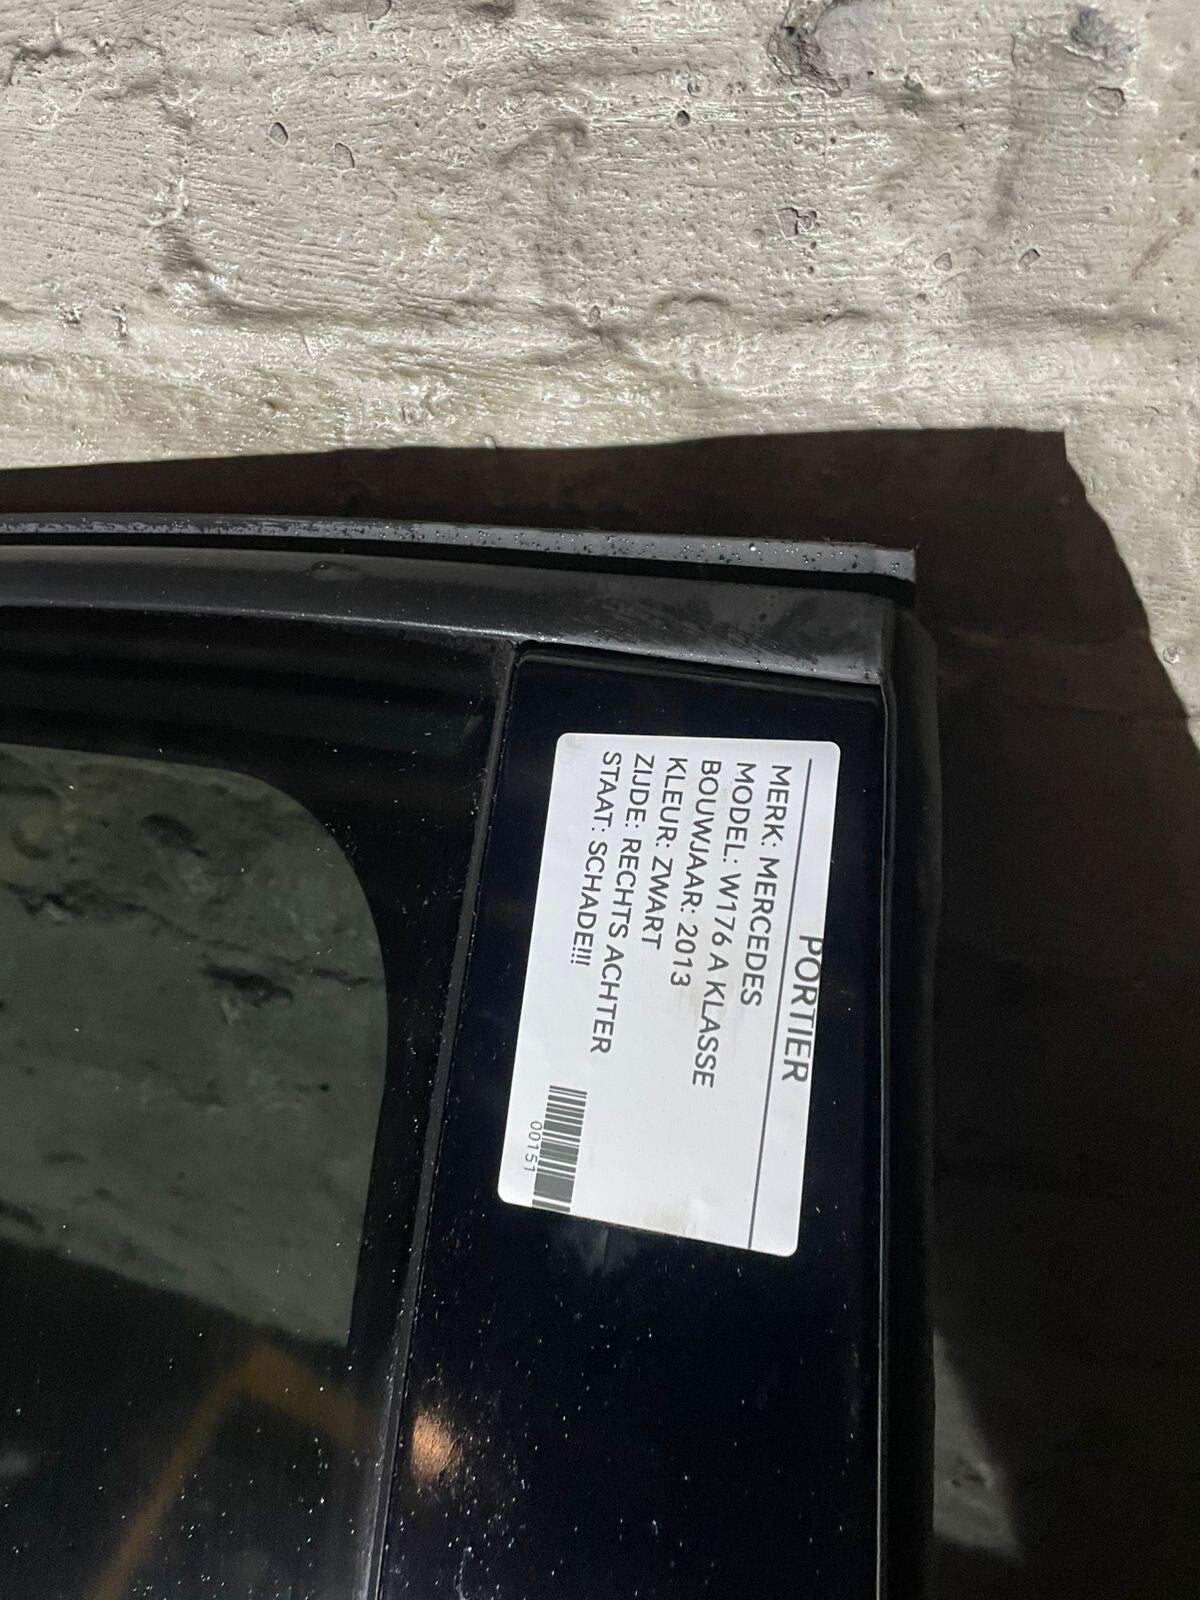 PORTIER
MERK: MERCEDES
MODEL: W176 A KLASSE
BOUWJAAR: 2013
KLEUR: ZWART
ZIJDE: RECHTS ACHTER
STAAT: SCHADE!!!
00151